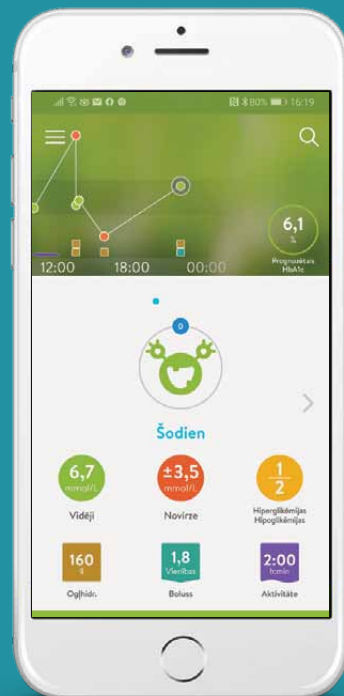 80% 16:19
6,1
%
Prognozētais
HbA1c
12:00 18:00 00:00
0
Šodien
6,7
mmol/L
Vidēji
±3,5
mmol/L
Novirze
1
2
Hiperglikēmijas
Hipoglikēmijas
160
g
Ogļhidr.
1,8
Vienības
Boluss
2:00
h:min
Aktivitāte